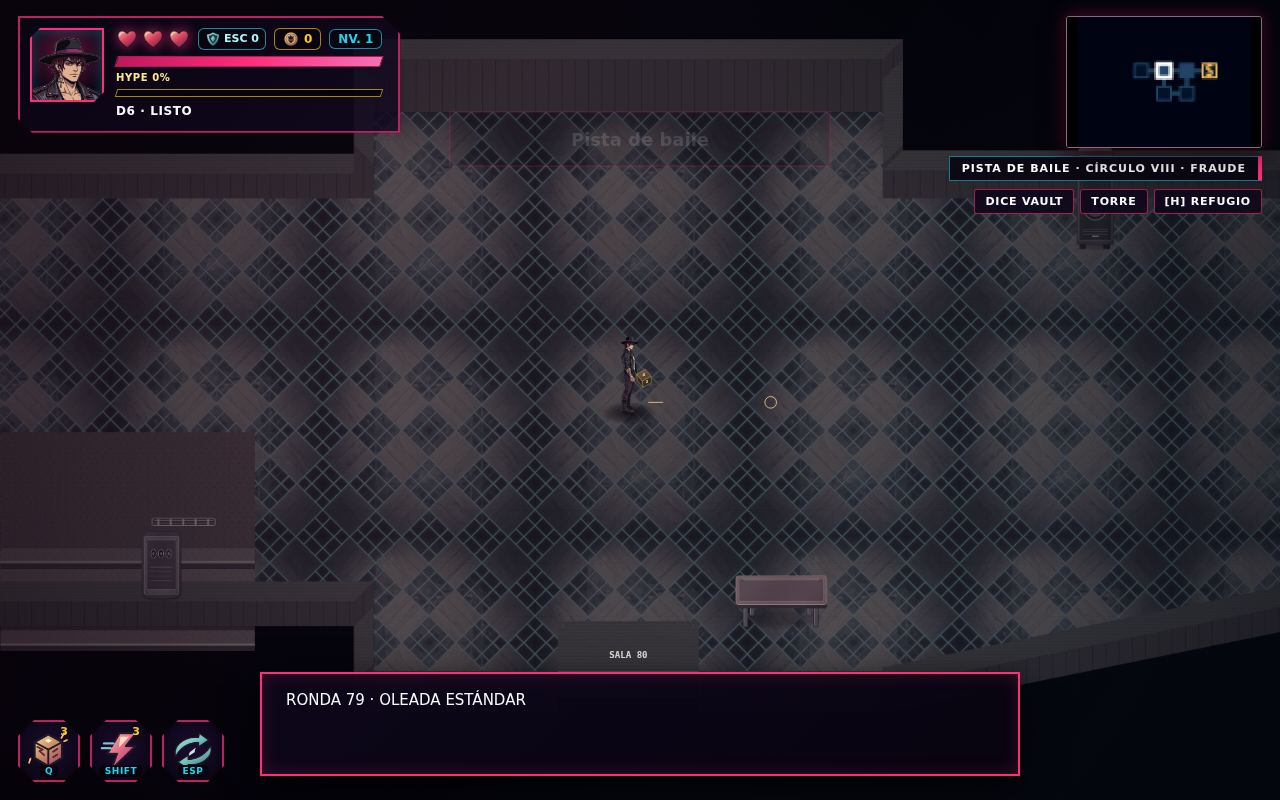 ESC 0
0
NV. 1
HYPE 0%
D6 · LISTO
Pista de baile
PISTA DE BAILE · CÍRCULO VIII · FRAUDE
DICE VAULT
TORRE
[H] REFUGIO
SALA 80
RONDA 79 · OLEADA ESTÁNDAR
3
Q
3
SHIFT
ESP